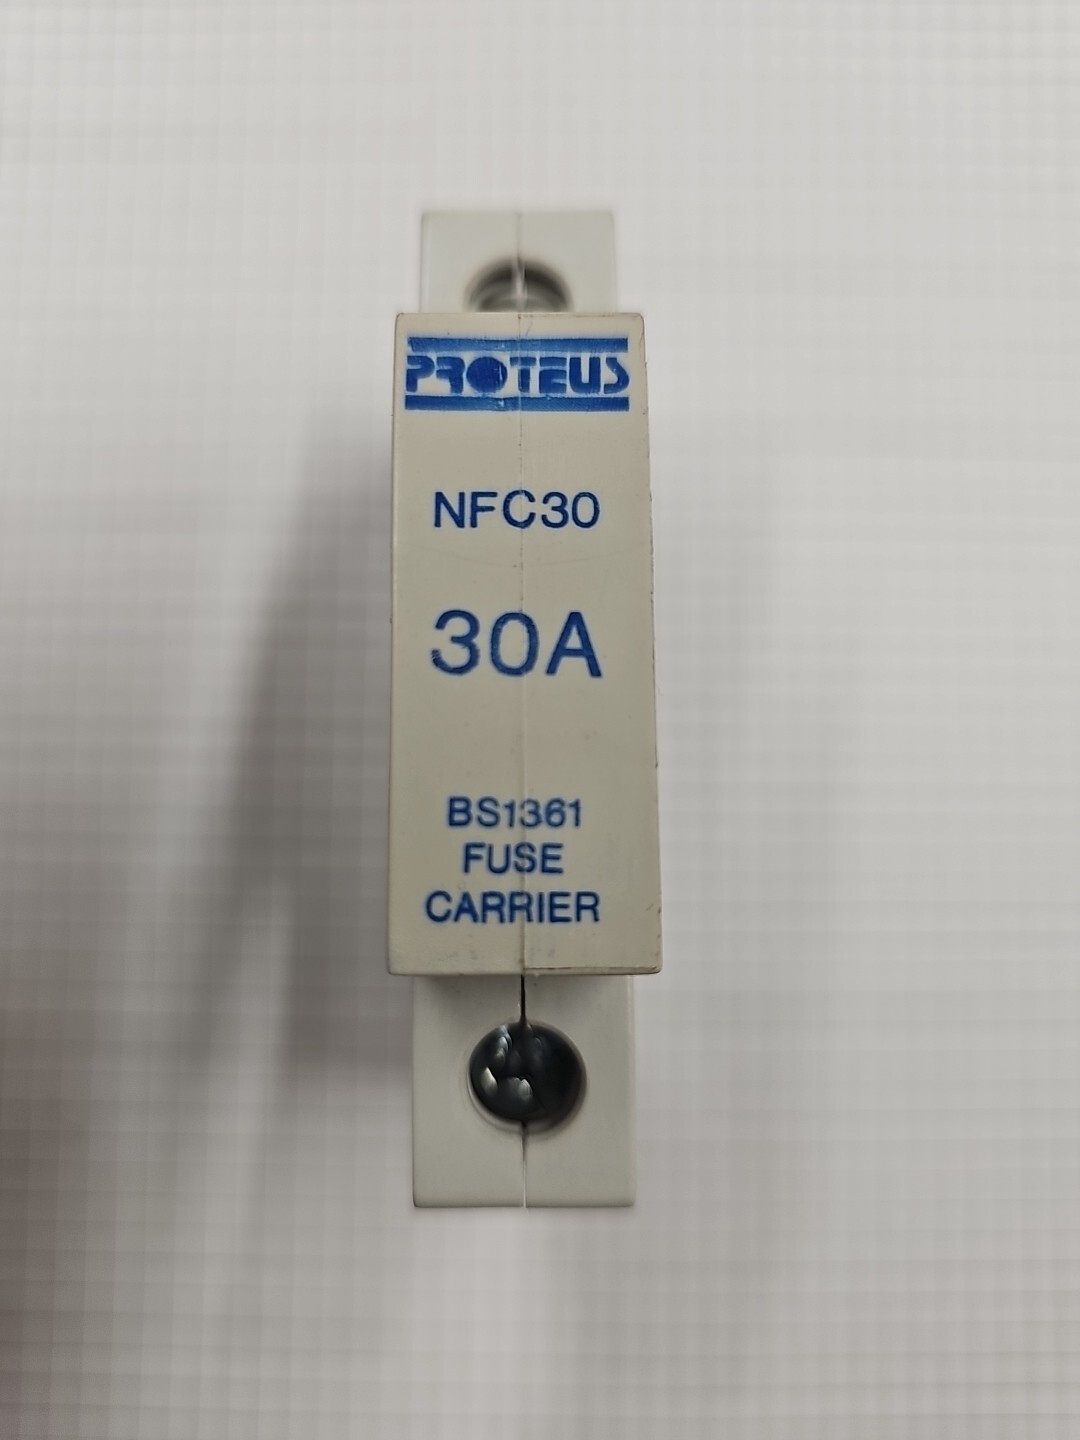 PROTEUS
NFC30
30A
BS1361
FUSE
CARRIER